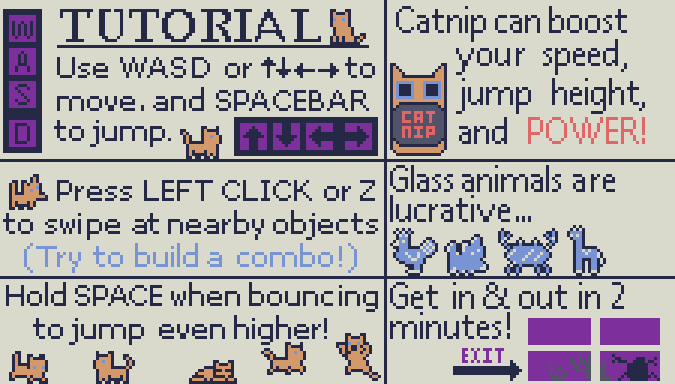 TUTORIAL
W
A
S
D
Use WASD or ↑↓←→ to
move, and SPACEBAR
to jump.
Catnip can boost
your speed,
jump height,
and POWER!
CAT
NIP
Press LEFT CLICK or Z
to swipe at nearby objects
(Try to build a combo!)
Glass animals are
lucrative...
Hold SPACE when bouncing
to jump even higher!
Get in & out in 2
minutes!
EXIT